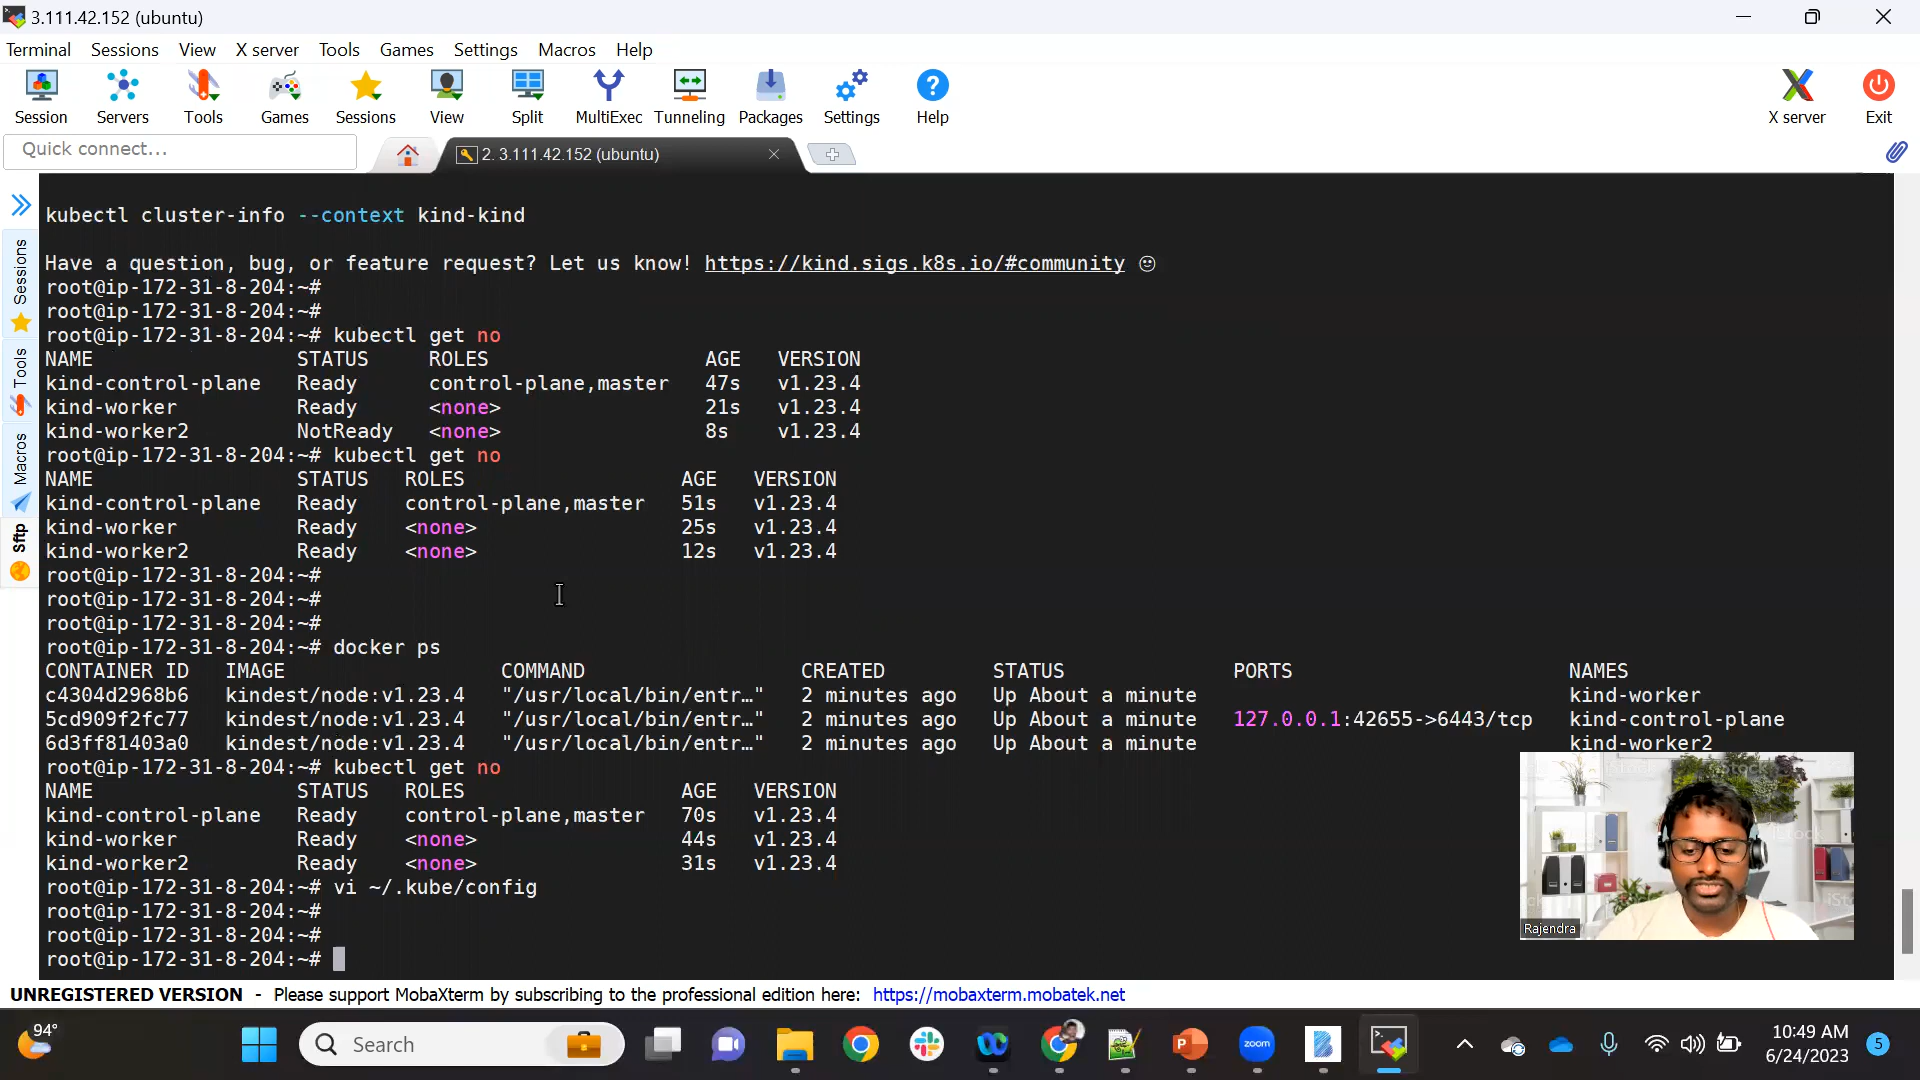 3.111.42.152 (ubuntu)
Terminal Sessions View X server Tools Games Settings Macros Help
Session Servers Tools Games Sessions View Split MultiExec Tunneling Packages Settings Help X server Exit
Quick connect...
2. 3.111.42.152 (ubuntu)
Sessions
Tools
Macros
Sftp
kubectl cluster-info --context kind-kind
Have a question, bug, or feature request? Let us know! https://kind.sigs.k8s.io/#community ☺
root@ip-172-31-8-204:~#
root@ip-172-31-8-204:~#
root@ip-172-31-8-204:~# kubectl get no
NAME STATUS ROLES AGE VERSION
kind-control-plane Ready control-plane,master 47s v1.23.4
kind-worker Ready <none> 21s v1.23.4
kind-worker2 NotReady <none> 8s v1.23.4
root@ip-172-31-8-204:~# kubectl get no
NAME STATUS ROLES AGE VERSION
kind-control-plane Ready control-plane,master 51s v1.23.4
kind-worker Ready <none> 25s v1.23.4
kind-worker2 Ready <none> 12s v1.23.4
root@ip-172-31-8-204:~#
root@ip-172-31-8-204:~#
root@ip-172-31-8-204:~#
root@ip-172-31-8-204:~# docker ps
CONTAINER ID IMAGE COMMAND CREATED STATUS PORTS NAMES
c4304d2968b6 kindest/node:v1.23.4 "/usr/local/bin/entr…" 2 minutes ago Up About a minute kind-worker
5cd909f2fc77 kindest/node:v1.23.4 "/usr/local/bin/entr…" 2 minutes ago Up About a minute 127.0.0.1:42655->6443/tcp kind-control-plane
6d3ff81403a0 kindest/node:v1.23.4 "/usr/local/bin/entr…" 2 minutes ago Up About a minute kind-worker2
root@ip-172-31-8-204:~# kubectl get no
NAME STATUS ROLES AGE VERSION
kind-control-plane Ready control-plane,master 70s v1.23.4
kind-worker Ready <none> 44s v1.23.4
kind-worker2 Ready <none> 31s v1.23.4
root@ip-172-31-8-204:~# vi ~/.kube/config
root@ip-172-31-8-204:~#
root@ip-172-31-8-204:~#
root@ip-172-31-8-204:~#
Rajendra
UNREGISTERED VERSION - Please support MobaXterm by subscribing to the professional edition here: https://mobaxterm.mobatek.net
94°
Search
zoom
10:49 AM
6/24/2023
5